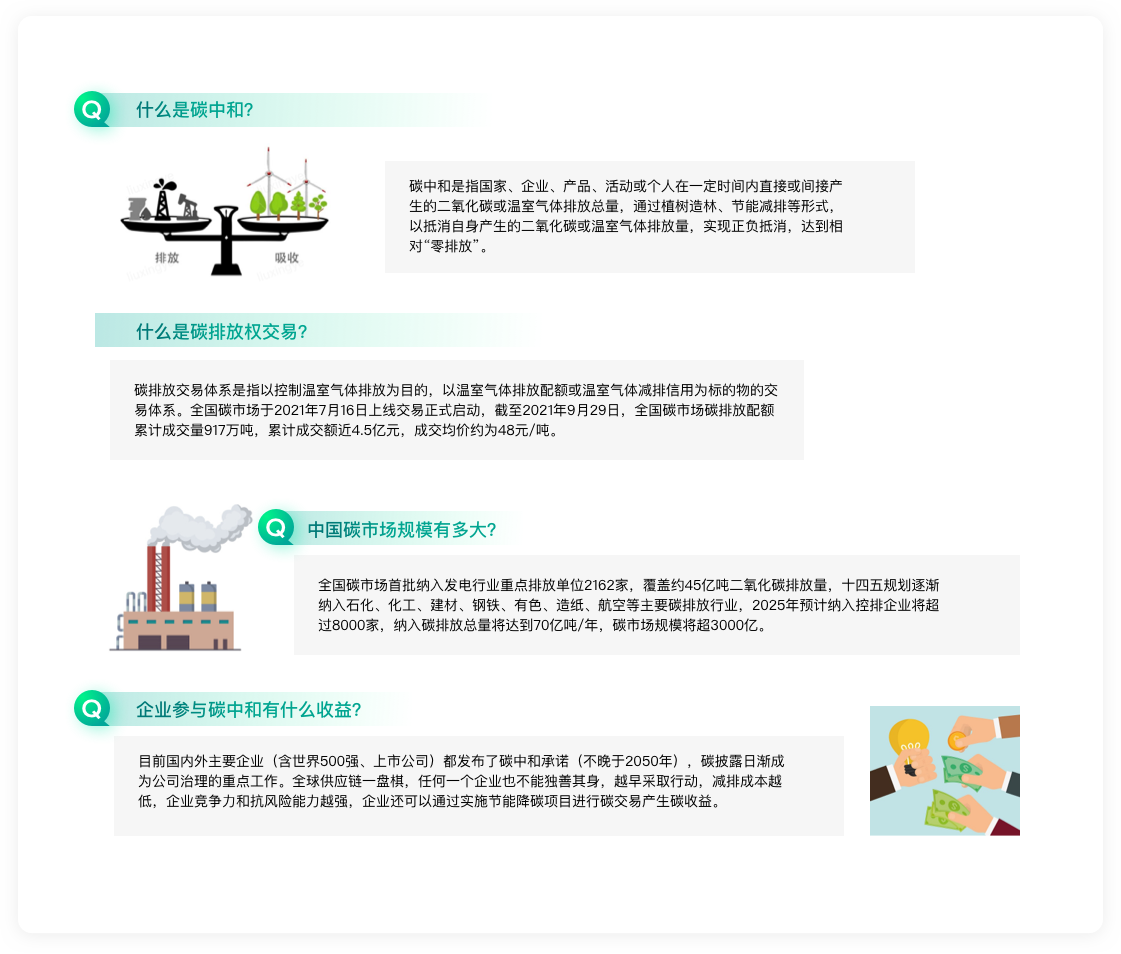 Q 什么是碳中和?
碳中和是指国家、企业、产品、活动或个人在一定时间内直接或间接产
生的二氧化碳或温室气体排放总量，通过植树造林、节能减排等形式，
以抵消自身产生的二氧化碳或温室气体排放量，实现正负抵消，达到相
对“零排放”。
排放 吸收
什么是碳排放权交易?
碳排放交易体系是指以控制温室气体排放为目的，以温室气体排放配额或温室气体减排信用为标的物的交
易体系。全国碳市场于2021年7月16日上线交易正式启动，截至2021年9月29日，全国碳市场碳排放配额
累计成交量917万吨，累计成交额近4.5亿元，成交均价约为48元/吨。
Q 中国碳市场规模有多大?
全国碳市场首批纳入发电行业重点排放单位2162家，覆盖约45亿吨二氧化碳排放量，十四五规划逐渐
纳入石化、化工、建材、钢铁、有色、造纸、航空等主要碳排放行业，2025年预计纳入控排企业将超
过8000家，纳入碳排放总量将达到70亿吨/年，碳市场规模将超3000亿。
Q 企业参与碳中和有什么收益?
目前国内外主要企业（含世界500强、上市公司）都发布了碳中和承诺（不晚于2050年），碳披露日渐成
为公司治理的重点工作。全球供应链一盘棋，任何一个企业也不能独善其身，越早采取行动，减排成本越
低，企业竞争力和抗风险能力越强，企业还可以通过实施节能降碳项目进行碳交易产生碳收益。